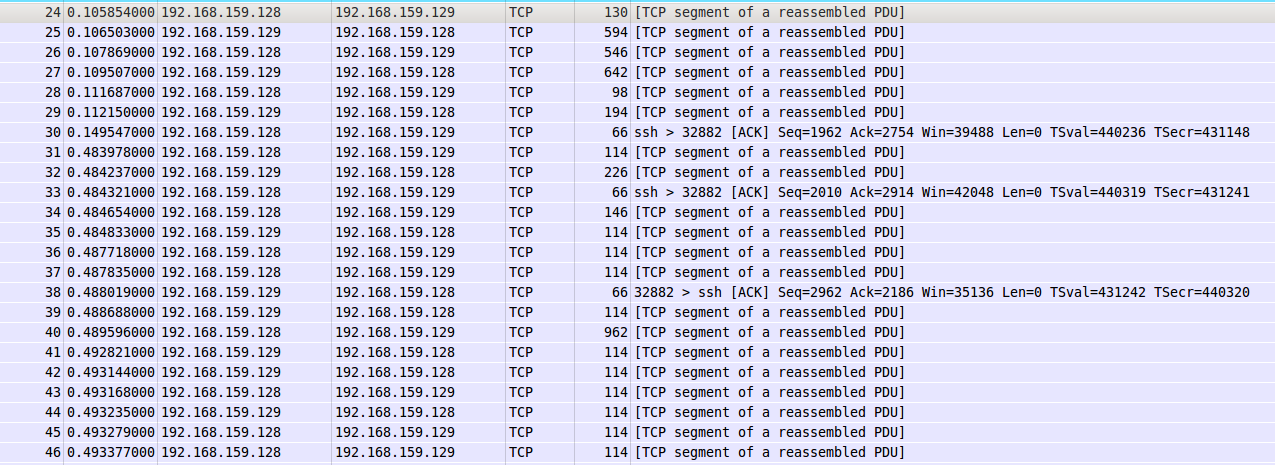 24 0.105854000 192.168.159.128 192.168.159.129 TCP 130 [TCP segment of a reassembled PDU]
25 0.106503000 192.168.159.129 192.168.159.128 TCP 594 [TCP segment of a reassembled PDU]
26 0.107869000 192.168.159.129 192.168.159.128 TCP 546 [TCP segment of a reassembled PDU]
27 0.109507000 192.168.159.129 192.168.159.128 TCP 642 [TCP segment of a reassembled PDU]
28 0.111687000 192.168.159.129 192.168.159.128 TCP 98 [TCP segment of a reassembled PDU]
29 0.112150000 192.168.159.129 192.168.159.128 TCP 194 [TCP segment of a reassembled PDU]
30 0.149547000 192.168.159.128 192.168.159.129 TCP 66 ssh > 32882 [ACK] Seq=1962 Ack=2754 Win=39488 Len=0 TSval=440236 TSecr=431148
31 0.483978000 192.168.159.128 192.168.159.129 TCP 114 [TCP segment of a reassembled PDU]
32 0.484237000 192.168.159.129 192.168.159.128 TCP 226 [TCP segment of a reassembled PDU]
33 0.484321000 192.168.159.128 192.168.159.129 TCP 66 ssh > 32882 [ACK] Seq=2010 Ack=2914 Win=42048 Len=0 TSval=440319 TSecr=431241
34 0.484654000 192.168.159.128 192.168.159.129 TCP 146 [TCP segment of a reassembled PDU]
35 0.484833000 192.168.159.129 192.168.159.128 TCP 114 [TCP segment of a reassembled PDU]
36 0.487718000 192.168.159.128 192.168.159.129 TCP 114 [TCP segment of a reassembled PDU]
37 0.487835000 192.168.159.128 192.168.159.129 TCP 114 [TCP segment of a reassembled PDU]
38 0.488019000 192.168.159.129 192.168.159.128 TCP 66 32882 > ssh [ACK] Seq=2962 Ack=2186 Win=35136 Len=0 TSval=431242 TSecr=440320
39 0.488688000 192.168.159.128 192.168.159.129 TCP 114 [TCP segment of a reassembled PDU]
40 0.489596000 192.168.159.129 192.168.159.128 TCP 962 [TCP segment of a reassembled PDU]
41 0.492821000 192.168.159.129 192.168.159.128 TCP 114 [TCP segment of a reassembled PDU]
42 0.493144000 192.168.159.129 192.168.159.128 TCP 114 [TCP segment of a reassembled PDU]
43 0.493168000 192.168.159.128 192.168.159.129 TCP 114 [TCP segment of a reassembled PDU]
44 0.493235000 192.168.159.129 192.168.159.128 TCP 114 [TCP segment of a reassembled PDU]
45 0.493279000 192.168.159.128 192.168.159.129 TCP 114 [TCP segment of a reassembled PDU]
46 0.493377000 192.168.159.128 192.168.159.129 TCP 114 [TCP segment of a reassembled PDU]